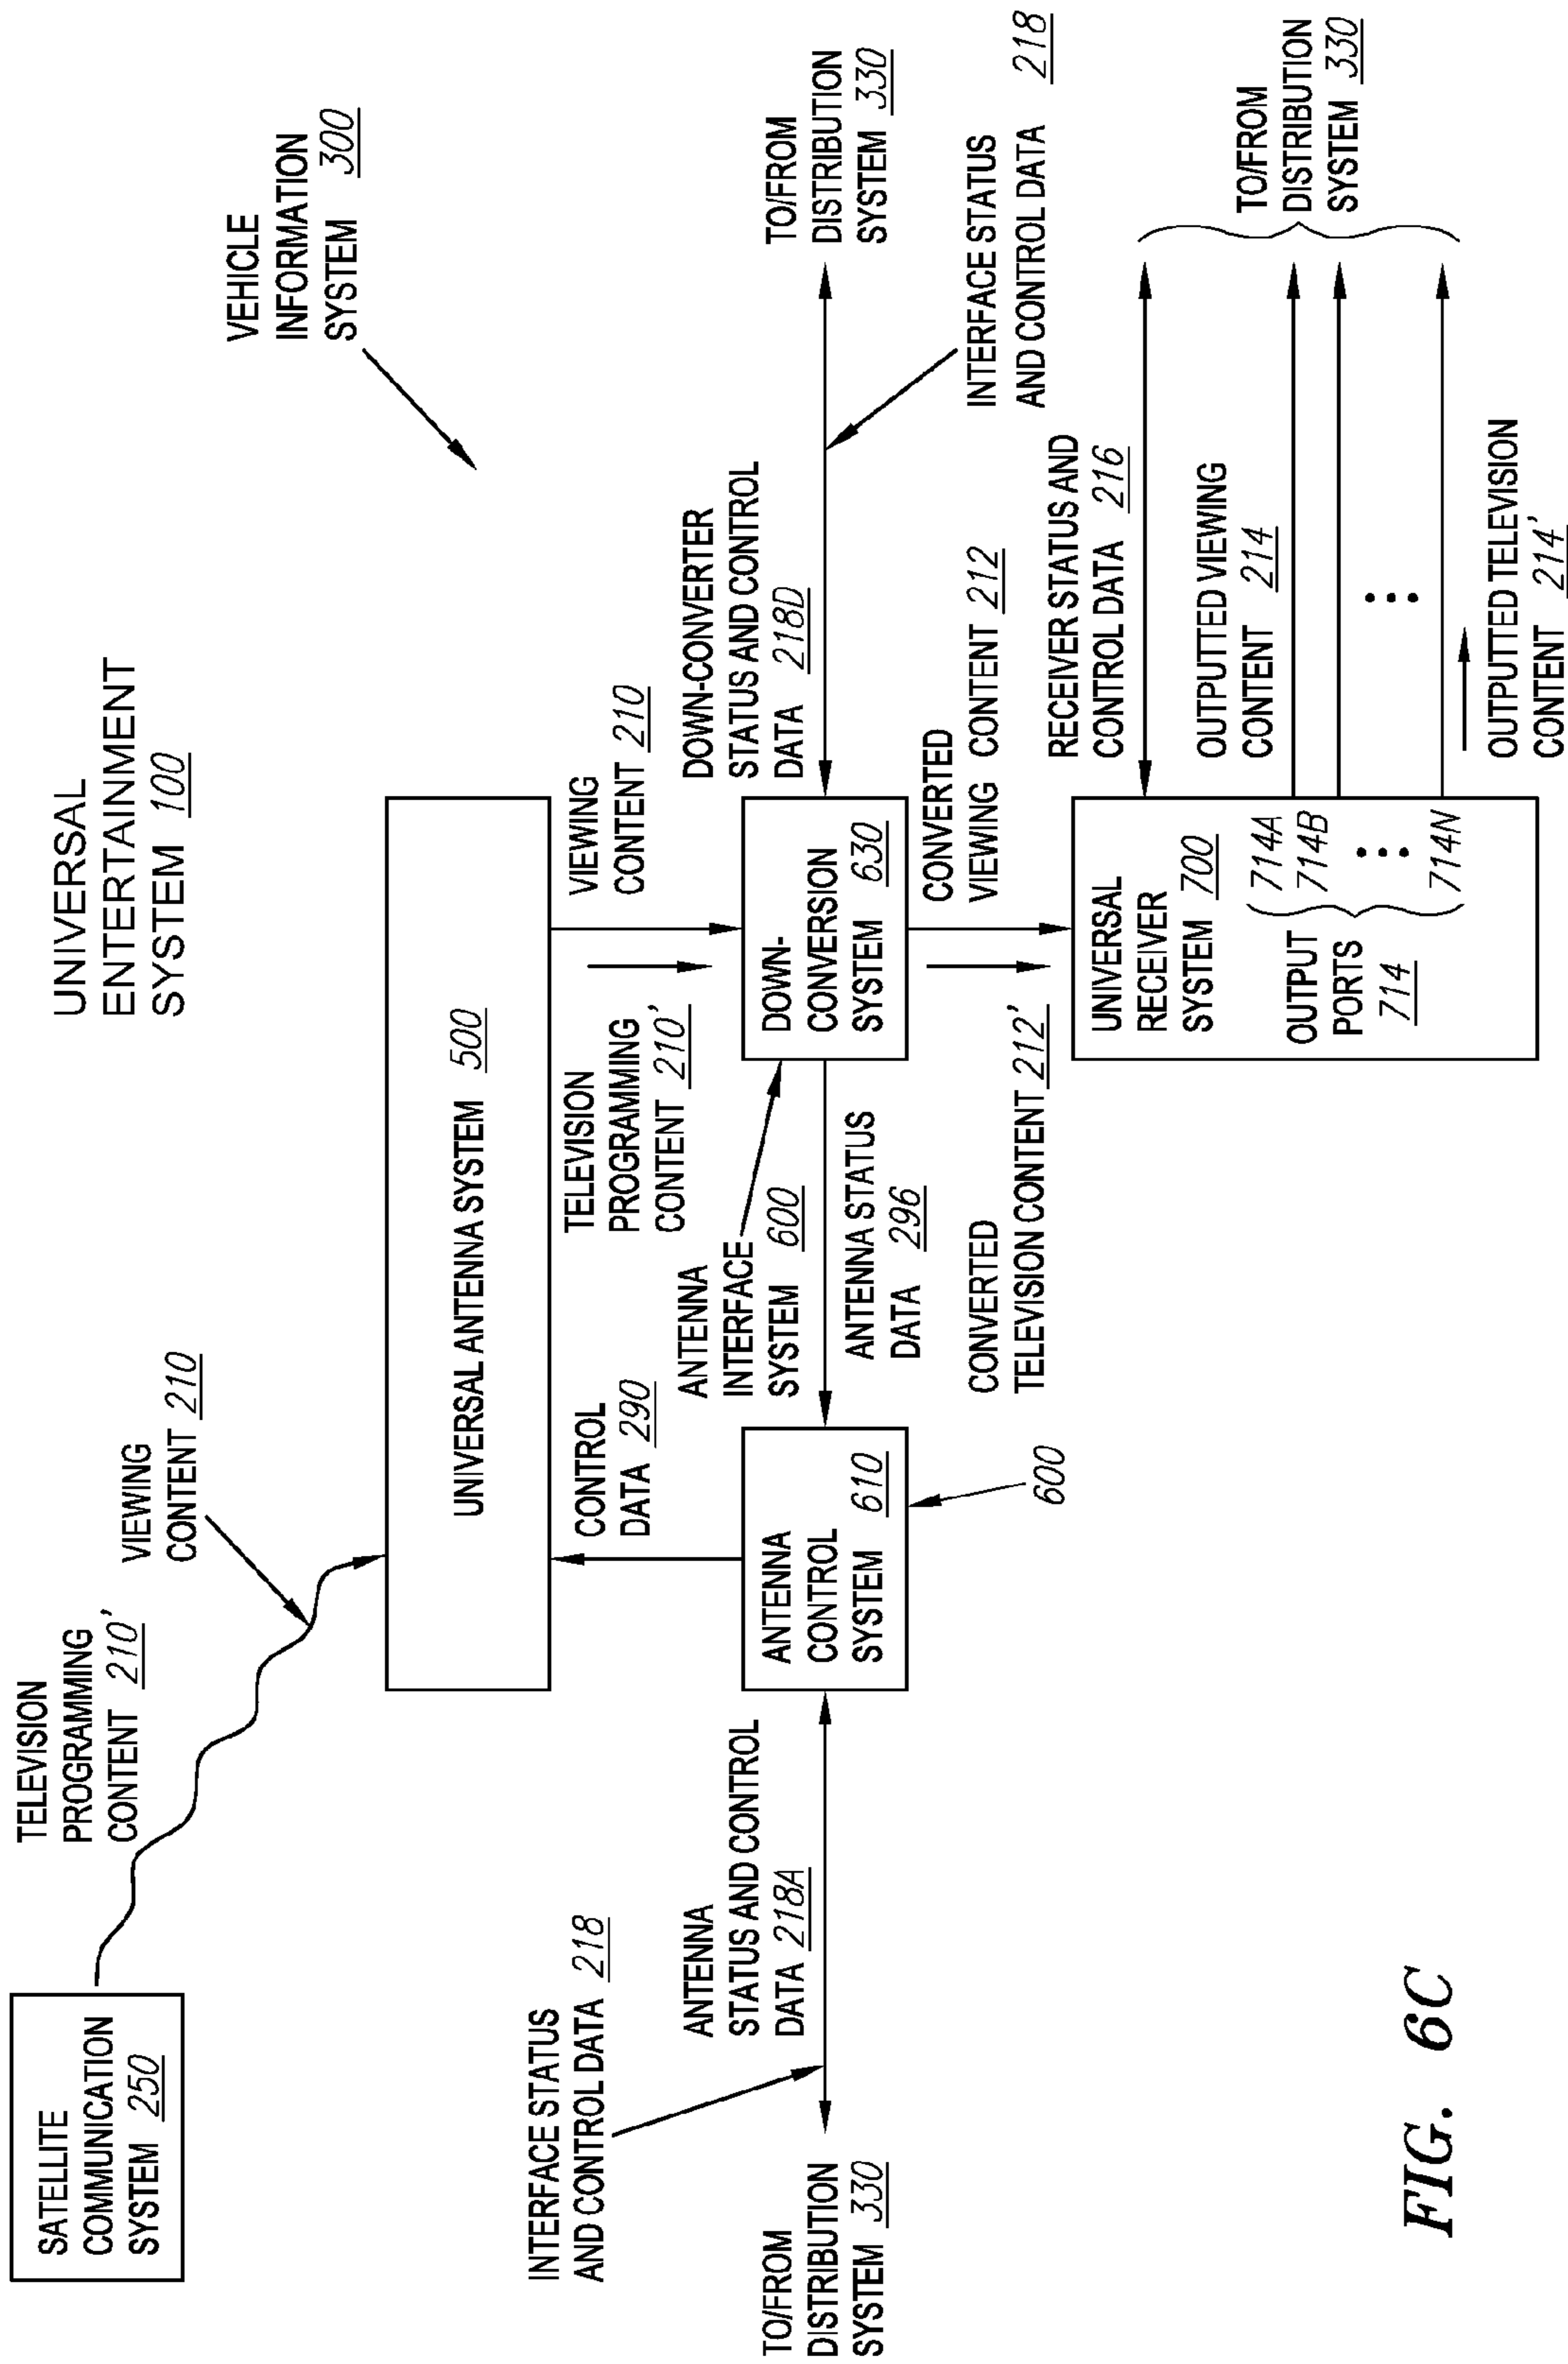 UNIVERSAL
ENTERTAINMENT
SYSTEM 100
VEHICLE
INFORMATION
SYSTEM 300
SATELLITE
COMMUNICATION
SYSTEM 250
TELEVISION
PROGRAMMING
CONTENT 210'
VIEWING
CONTENT 210
UNIVERSAL ANTENNA SYSTEM 500
INTERFACE STATUS
AND CONTROL DATA 218
CONTROL
DATA 290
TELEVISION
PROGRAMMING
CONTENT 210'
VIEWING
CONTENT 210
ANTENNA
STATUS AND CONTROL
DATA 218A
ANTENNA
INTERFACE
SYSTEM 600
DOWN-CONVERTER
STATUS AND CONTROL
DATA 218D
TO/FROM
DISTRIBUTION
SYSTEM 330
ANTENNA
CONTROL
SYSTEM 610
ANTENNA STATUS
DATA 296
DOWN-
CONVERSION
SYSTEM 630
TO/FROM
DISTRIBUTION
SYSTEM 330
600
CONVERTED
TELEVISION CONTENT 212'
CONVERTED
VIEWING CONTENT 212
INTERFACE STATUS
AND CONTROL DATA 218
UNIVERSAL
RECEIVER
SYSTEM 700
OUTPUT
PORTS
714
714A
714B
714N
RECEIVER STATUS AND
CONTROL DATA 216
OUTPUTTED VIEWING
CONTENT 214
OUTPUTTED TELEVISION
CONTENT 214'
TO/FROM
DISTRIBUTION
SYSTEM 330
FIG. 6C